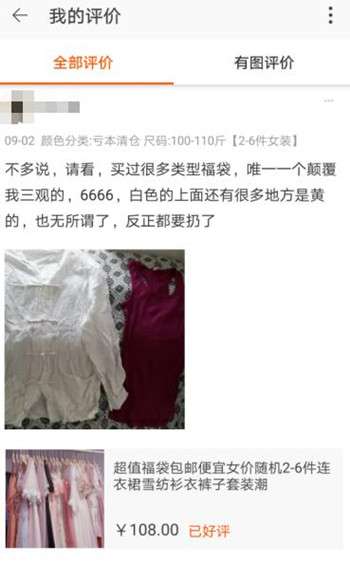 我的评价
全部评价
有图评价
09-02 颜色分类:亏本清仓 尺码:100-110斤【2-6件女装】
不多说，请看，买过很多类型福袋，唯一一个颠覆
我三观的，6666，白色的上面还有很多地方是黄
的，也无所谓了，反正都要扔了
超值福袋包邮便宜女价随机2-6件连
衣裙雪纺衫衣裤子套装潮
￥108.00 已好评